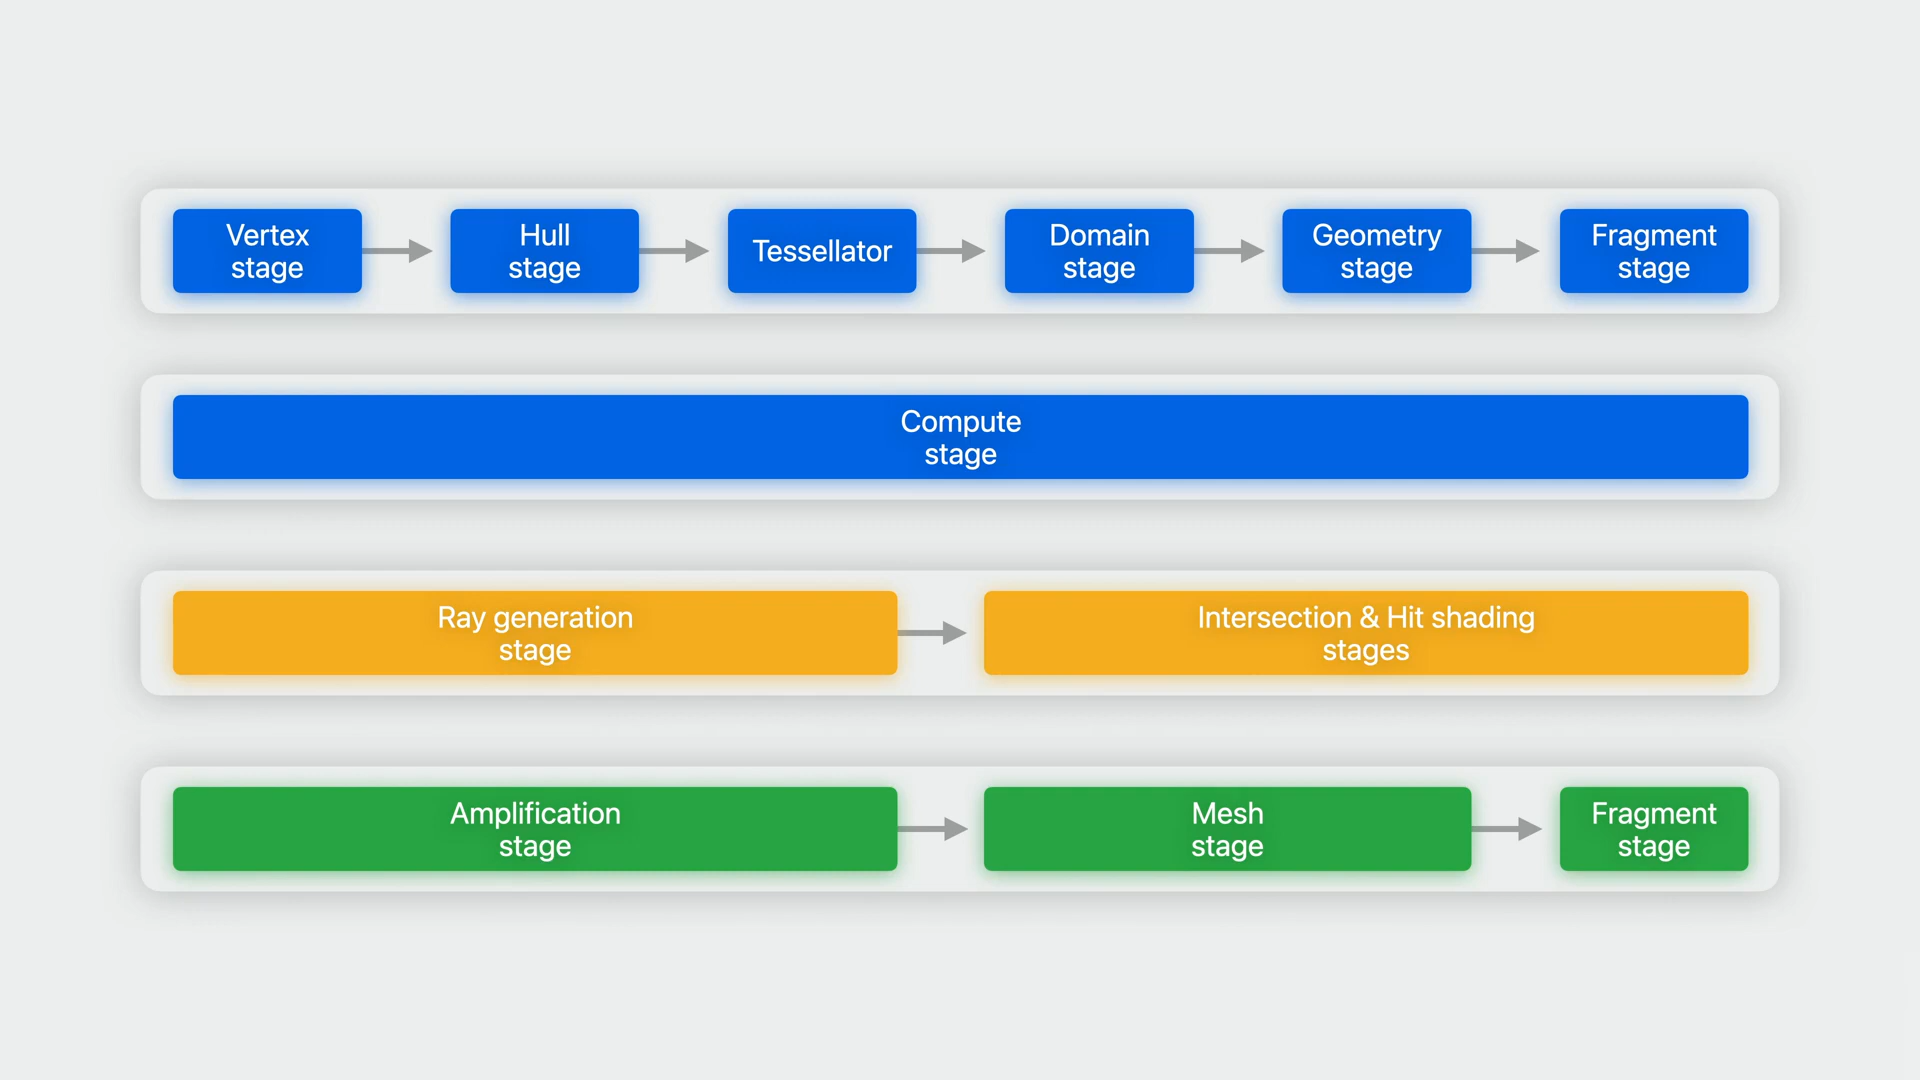 Vertex
stage
Hull
stage
Tessellator
Domain
stage
Geometry
stage
Fragment
stage
Compute
stage
Ray generation
stage
Intersection & Hit shading
stages
Amplification
stage
Mesh
stage
Fragment
stage